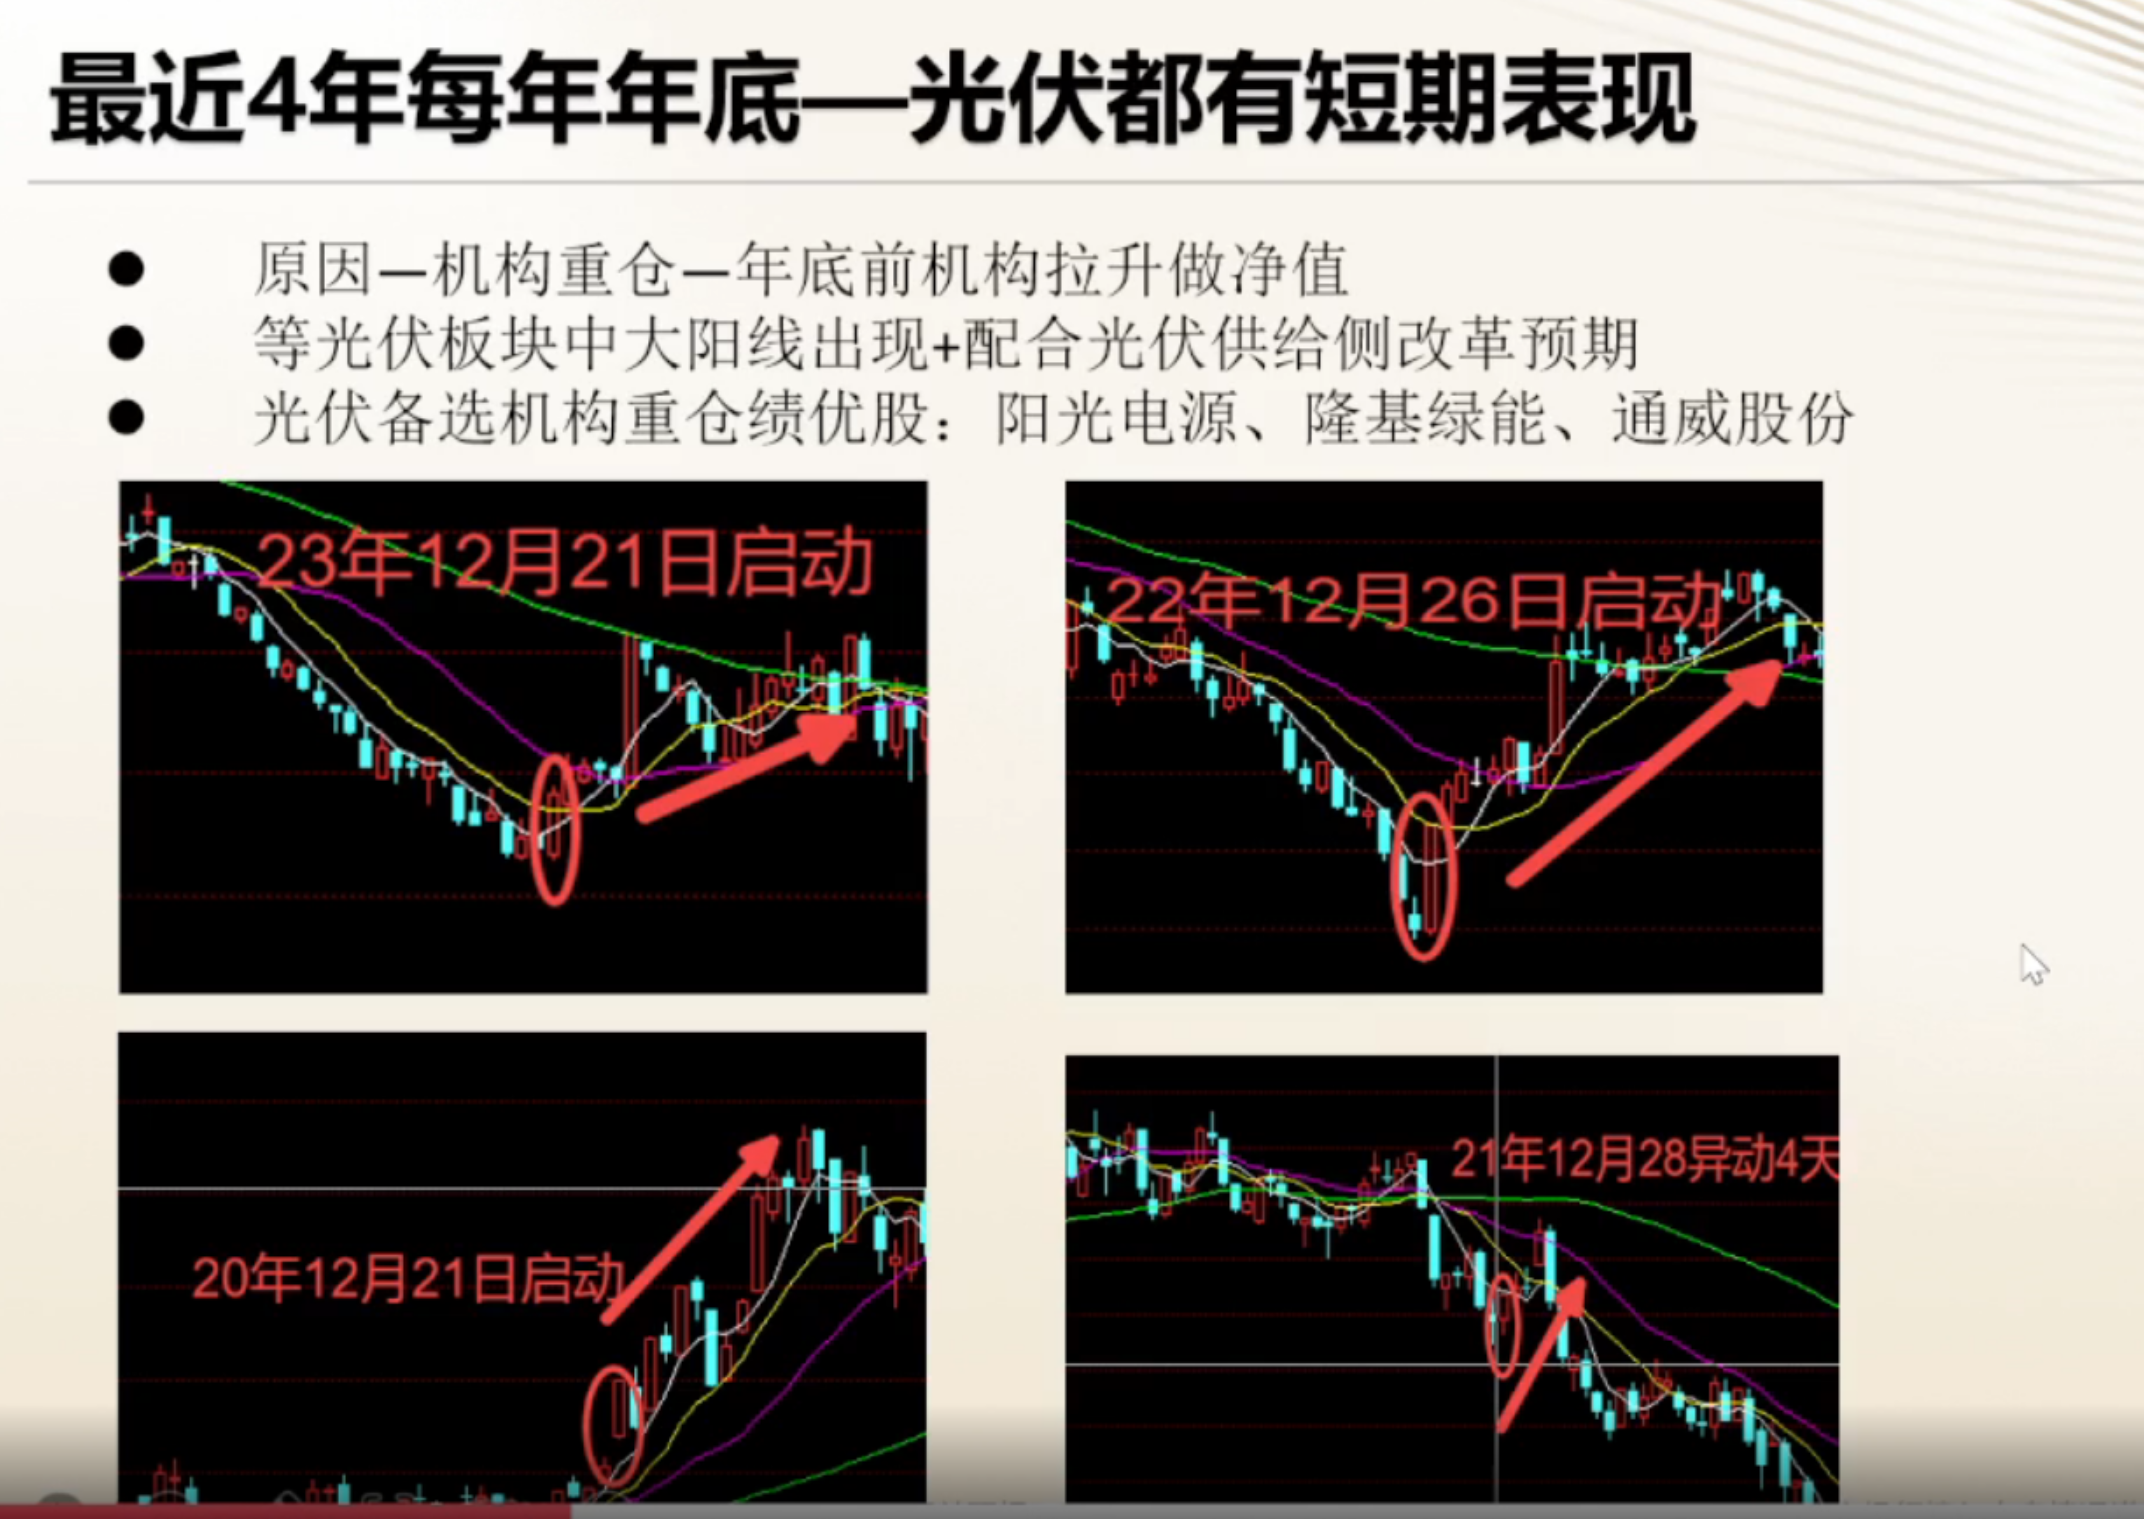 最近4年每年年底—光伏都有短期表现
原因—机构重仓—年底前机构拉升做净值
等光伏板块中大阳线出现+配合光伏供给侧改革预期
光伏备选机构重仓绩优股：阳光电源、隆基绿能、通威股份
23年12月21日启动
22年12月26日启动
20年12月21日启动
21年12月28异动4天